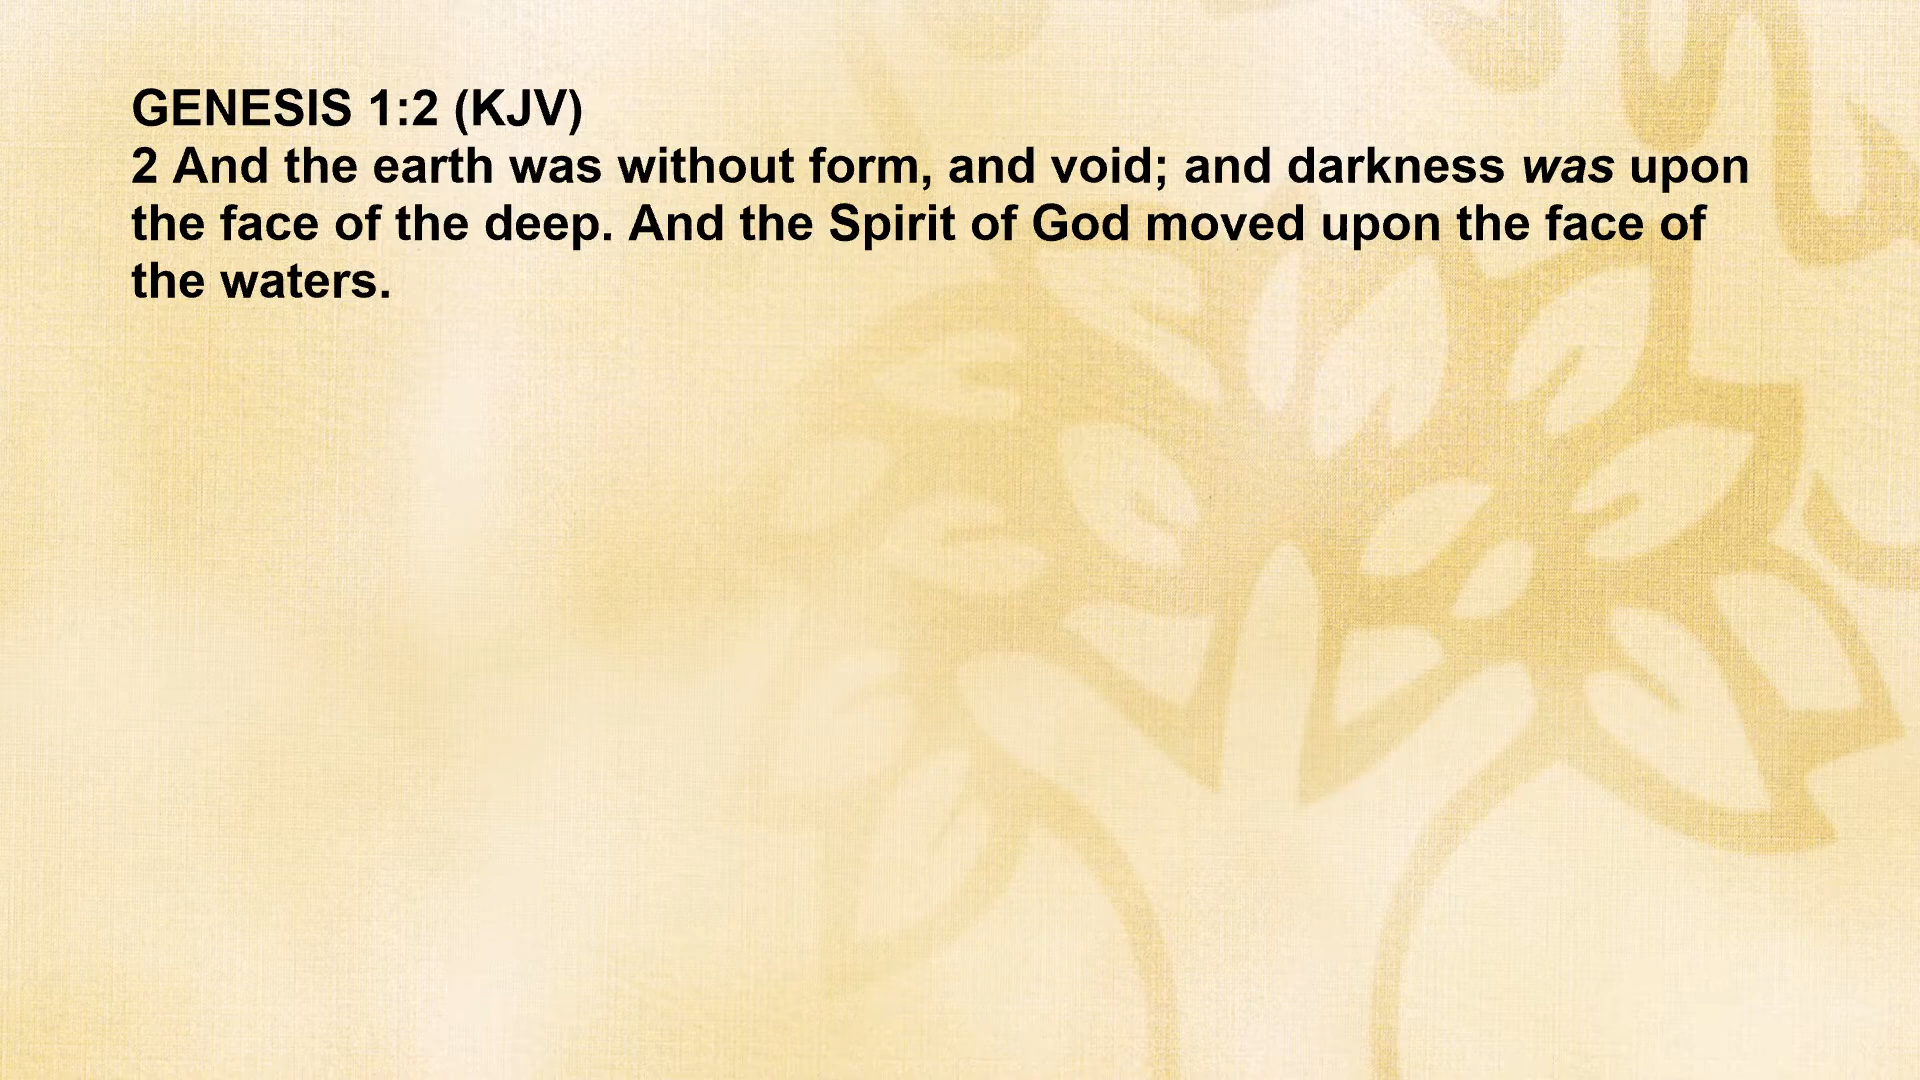 GENESIS 1:2 (KJV)
2 And the earth was without form, and void; and darkness was upon
the face of the deep. And the Spirit of God moved upon the face of
the waters.